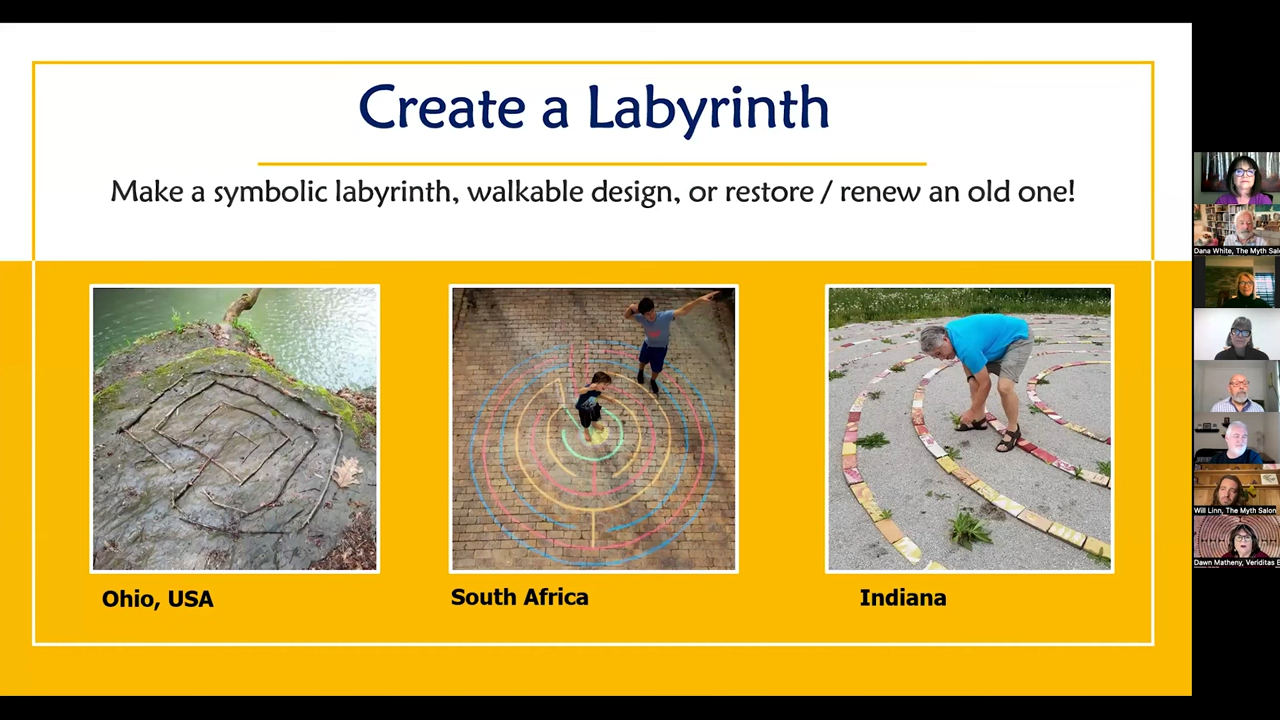 Create a Labyrinth
Make a symbolic labyrinth, walkable design, or restore / renew an old one!
Ohio, USA
South Africa
Indiana
Dana White, The Myth Sal
Will Linn, The Myth Salon
Dawn Matheny, Veriditas E